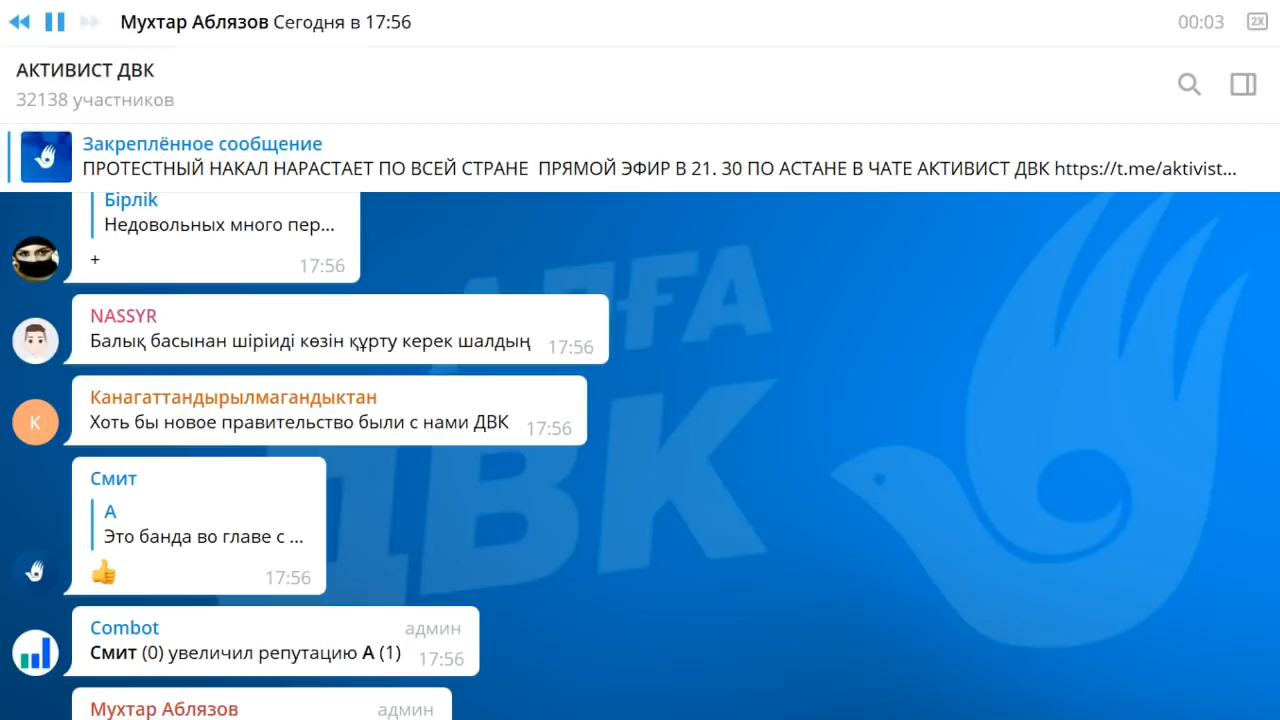 Мухтар Аблязов Сегодня в 17:56
00:03
2X
АКТИВИСТ ДВК
32138 участников
Закреплённое сообщение
ПРОТЕСТНЫЙ НАКАЛ НАРАСТАЕТ ПО ВСЕЙ СТРАНЕ ПРЯМОЙ ЭФИР В 21. 30 ПО АСТАНЕ В ЧАТЕ АКТИВИСТ ДВК https://t.me/aktivist...
Бірлік
Недовольных много пер...
+
17:56
NASSYR
Балық басынан шіріиді көзін құрту керек шалдың 17:56
Канагаттандырылмагандыктан
К
Хоть бы новое правительство были с нами ДВК 17:56
Смит
А
Это банда во главе с ...
👍 17:56
Combot админ
Смит (0) увеличил репутацию А (1) 17:56
Мухтар Аблязов админ
АЛҒА
ДВК